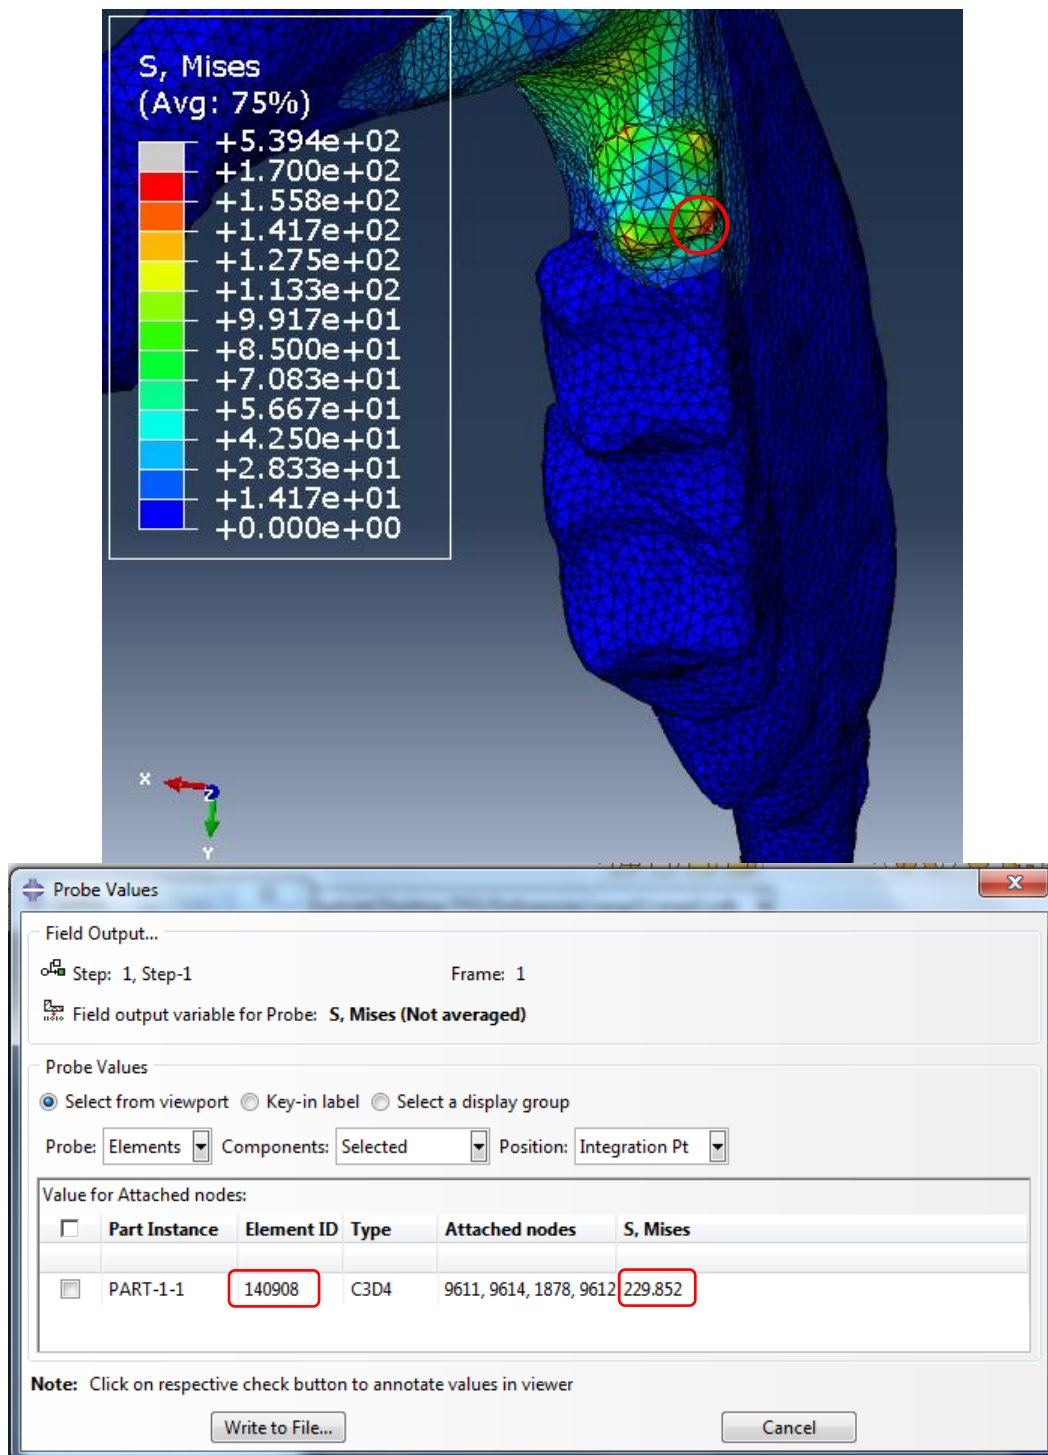 S, Mises
(Avg: 75%)
+5.394e+02
+1.700e+02
+1.558e+02
+1.417e+02
+1.275e+02
+1.133e+02
+9.917e+01
+8.500e+01
+7.083e+01
+5.667e+01
+4.250e+01
+2.833e+01
+1.417e+01
+0.000e+00
X
Z
Y
Probe Values
Field Output...
Step: 1, Step-1 Frame: 1
Field output variable for Probe: S, Mises (Not averaged)
Probe Values
Select from viewport Key-in label Select a display group
Probe: Elements Components: Selected Position: Integration Pt
Value for Attached nodes:
Part Instance Element ID Type Attached nodes S, Mises
PART-1-1 140908 C3D4 9611, 9614, 1878, 9612 229.852
Note: Click on respective check button to annotate values in viewer
Write to File... Cancel